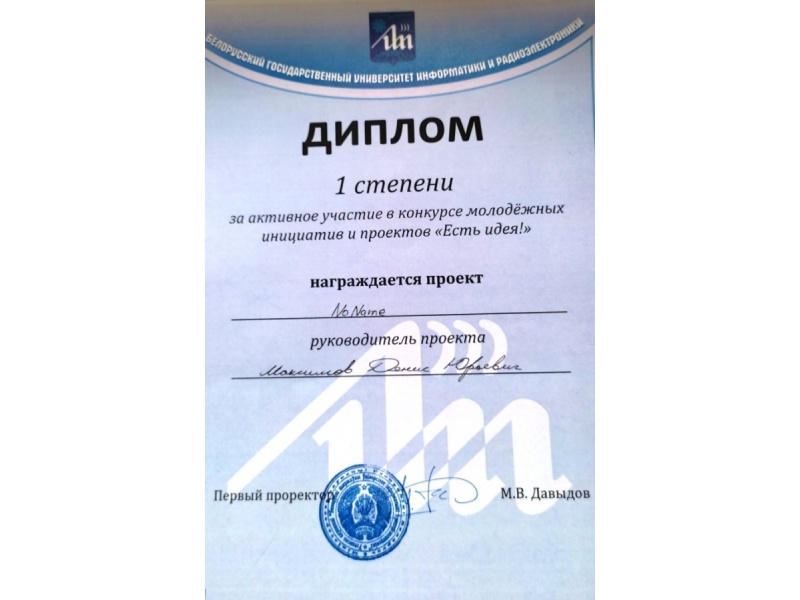 БЕЛОРУССКИЙ ГОСУДАРСТВЕННЫЙ УНИВЕРСИТЕТ ИНФОРМАТИКИ И РАДИОЭЛЕКТРОНИКИ
ДИПЛОМ
1 степени
за активное участие в конкурсе молодёжных
инициатив и проектов «Есть идея!»
награждается проект
NoName
руководитель проекта
Максимов Денис Юрьевич
Первый проректор М.В. Давыдов